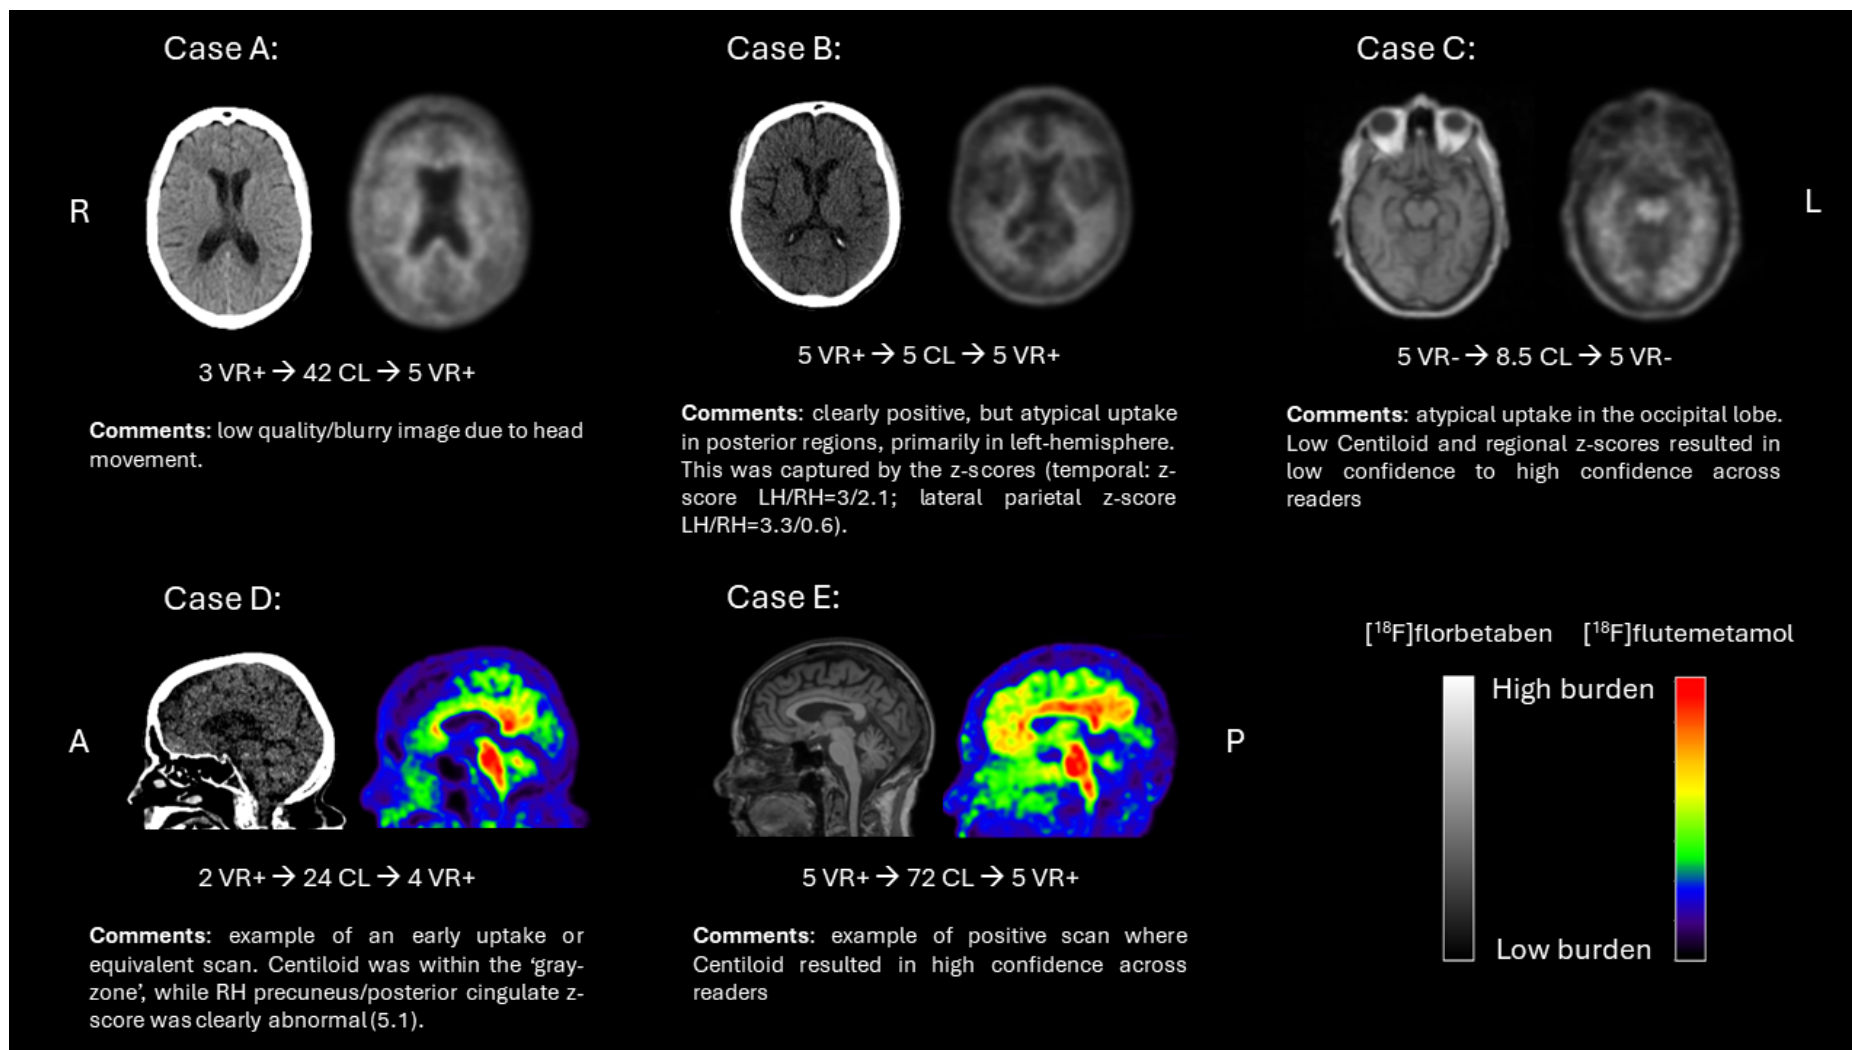 Case A:
Case B:
Case C:
R
L
3 VR+ → 42 CL → 5 VR+
5 VR+ → 5 CL → 5 VR+
5 VR- → 8.5 CL → 5 VR-
Comments: low quality/blurry image due to head
movement.
Comments: clearly positive, but atypical uptake
in posterior regions, primarily in left-hemisphere.
This was captured by the z-scores (temporal: z-
score LH/RH=3/2.1; lateral parietal z-score
LH/RH=3.3/0.6).
Comments: atypical uptake in the occipital lobe.
Low Centiloid and regional z-scores resulted in
low confidence to high confidence across
readers
Case D:
Case E:
[¹⁸F]florbetaben [¹⁸F]flutemetamol
High burden
Low burden
A
P
2 VR+ → 24 CL → 4 VR+
5 VR+ → 72 CL → 5 VR+
Comments: example of an early uptake or
equivalent scan. Centiloid was within the ‘gray-
zone’, while RH precuneus/posterior cingulate z-
score was clearly abnormal (5.1).
Comments: example of positive scan where
Centiloid resulted in high confidence across
readers